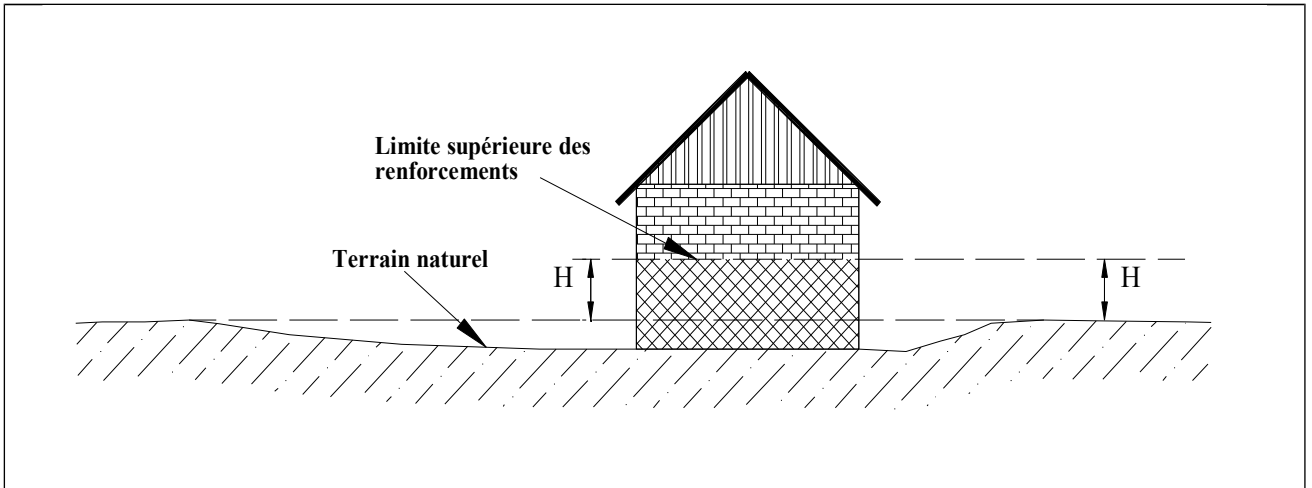 Limite supérieure des
renforcements
Terrain naturel
H
H